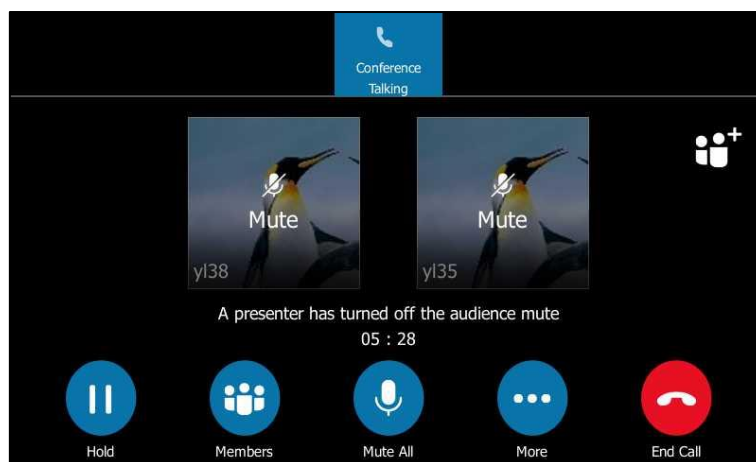 Conference
Talking
Mute
Mute
yl38
yl35
A presenter has turned off the audience mute
05 : 28
Hold
Members
Mute All
More
End Call